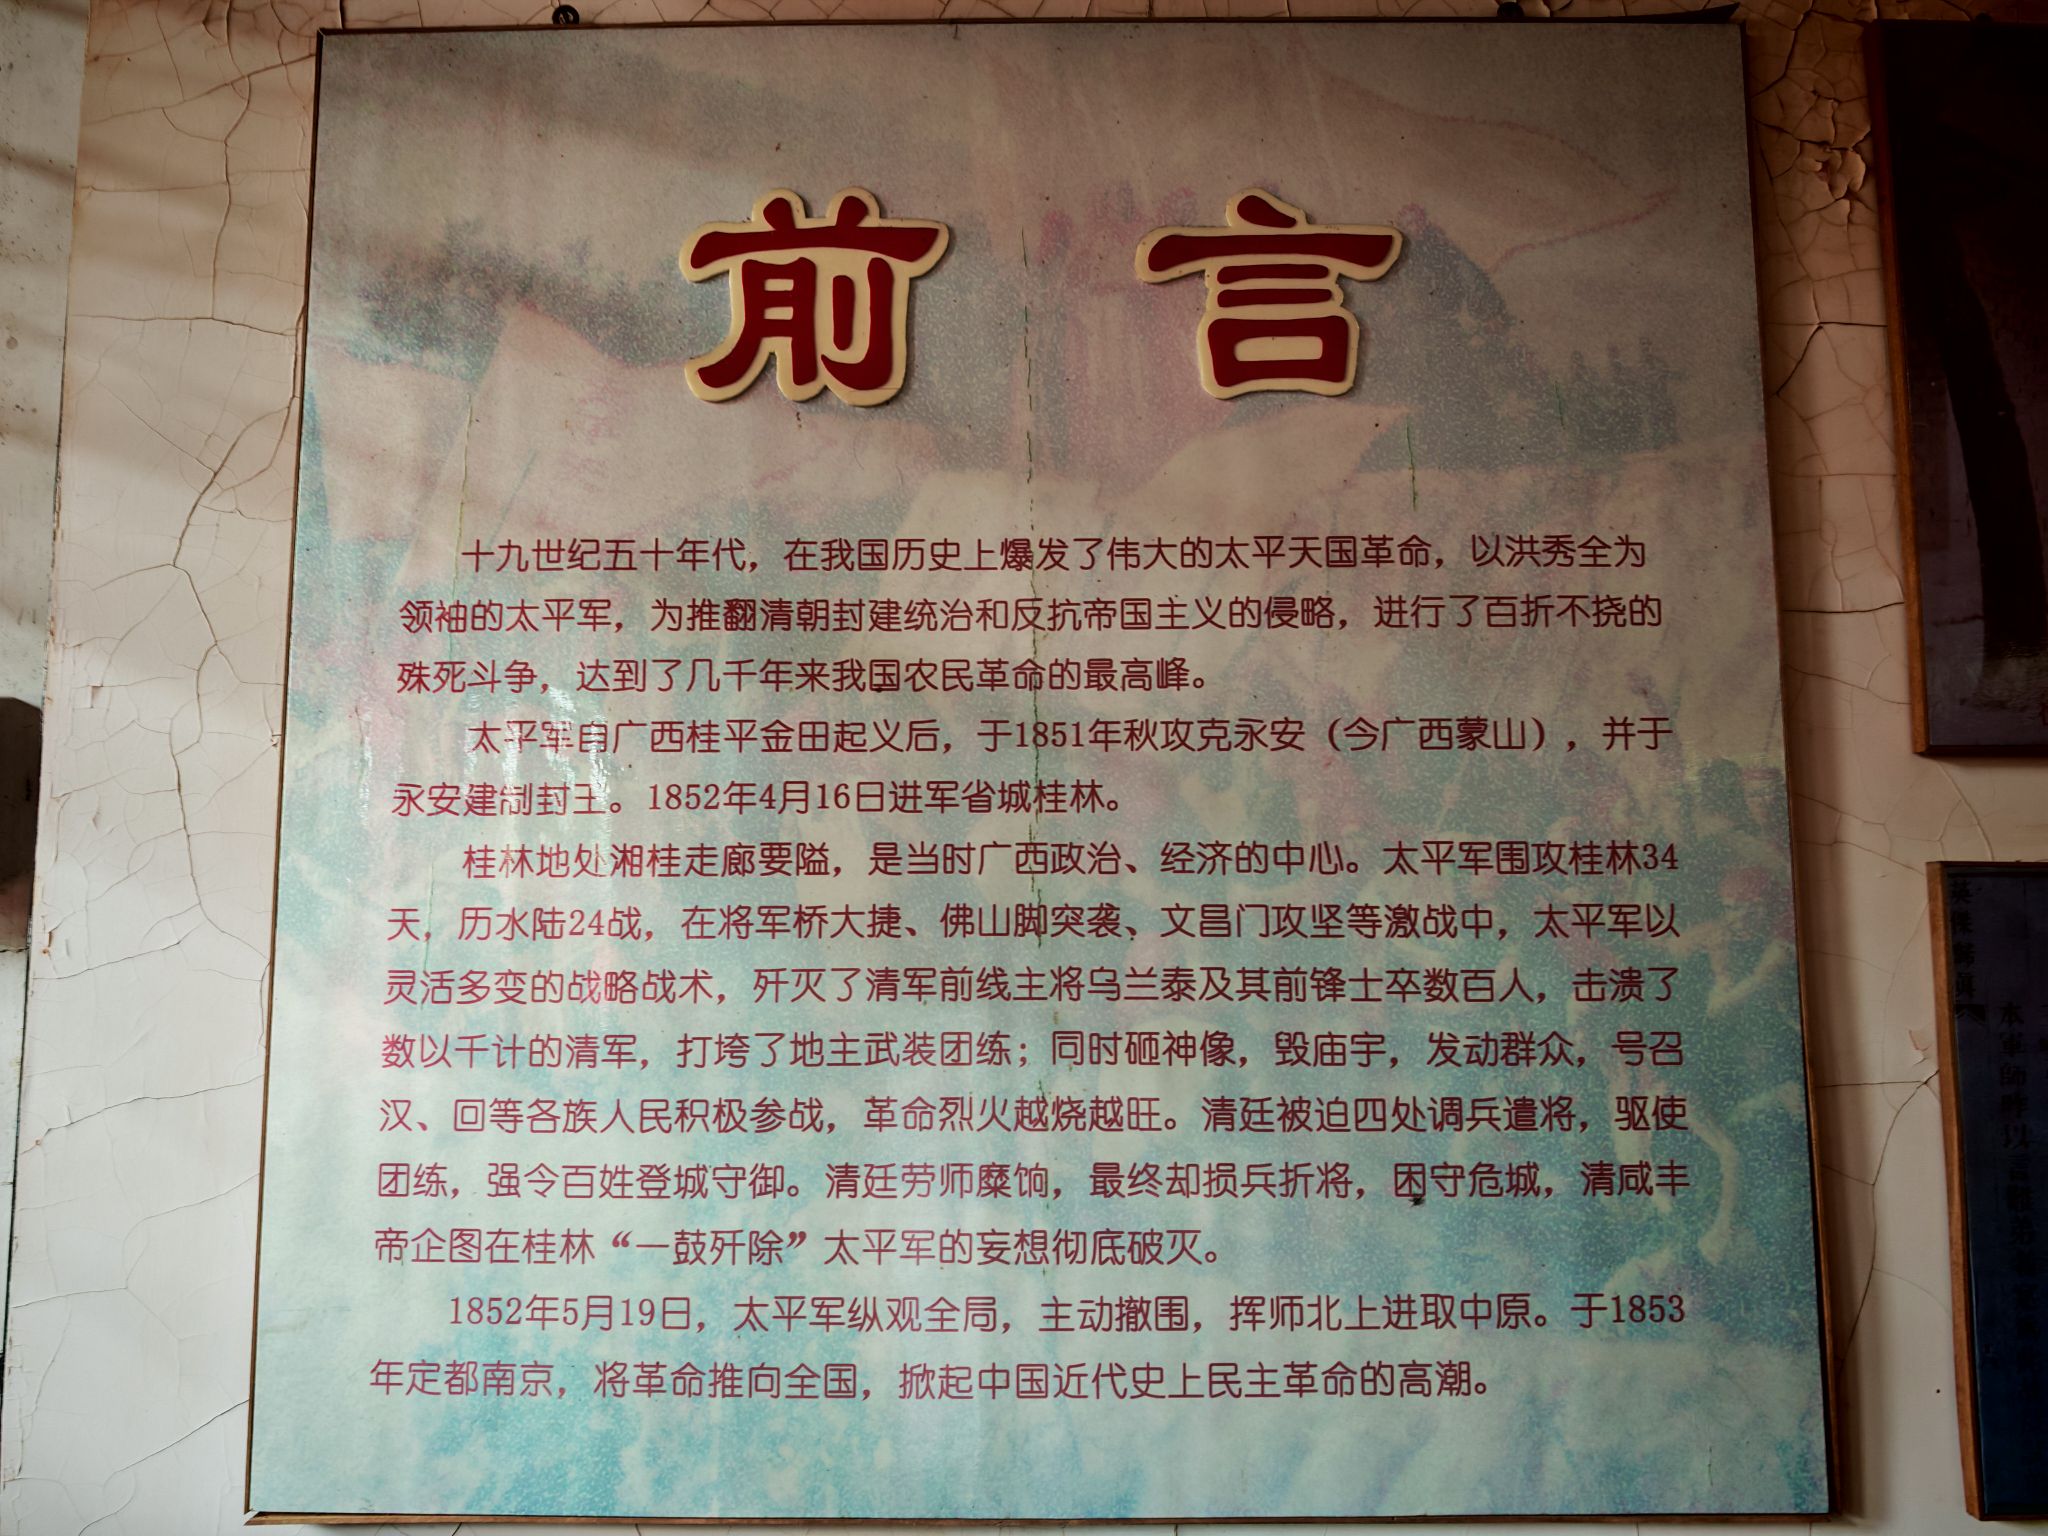 前言
十九世纪五十年代，在我国历史上爆发了伟大的太平天国革命，以洪秀全为
领袖的太平军，为推翻清朝封建统治和反抗帝国主义的侵略，进行了百折不挠的
殊死斗争，达到了几千年来我国农民革命的最高峰。
太平军自广西桂平金田起义后，于1851年秋攻克永安（今广西蒙山），并于
永安建制封王。1852年4月16日进军省城桂林。
桂林地处湘桂走廊要隘，是当时广西政治、经济的中心。太平军围攻桂林34
天，历水陆24战，在将军桥大捷、佛山脚突袭、文昌门攻坚等激战中，太平军以
灵活多变的战略战术，歼灭了清军前线主将乌兰泰及其前锋士卒数百人，击溃了
数以千计的清军，打垮了地主武装团练；同时砸神像，毁庙宇，发动群众，号召
汉、回等各族人民积极参战，革命烈火越烧越旺。清廷被迫四处调兵遣将，驱使
团练，强令百姓登城守御。清廷劳师糜饷，最终却损兵折将，困守危城，清咸丰
帝企图在桂林“一鼓歼除”太平军的妄想彻底破灭。
1852年5月19日，太平军纵观全局，主动撤围，挥师北上进取中原。于1853
年定都南京，将革命推向全国，掀起中国近代史上民主革命的高潮。